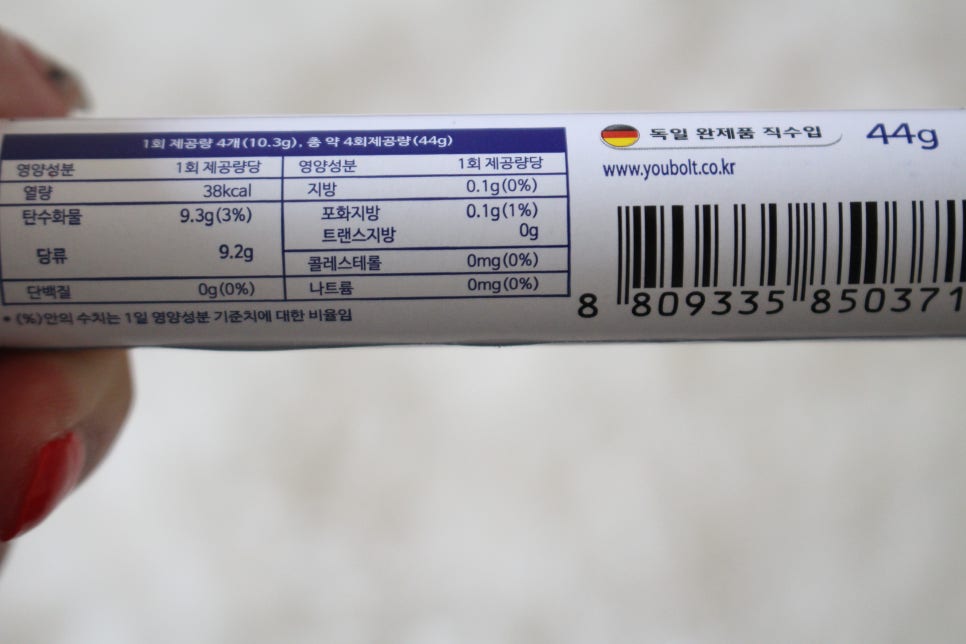 1회 제공량 4개(10.3g), 총 약 4회제공량(44g)
영양성분 1회 제공량당 영양성분 1회 제공량당
열량 38kcal 지방 0.1g(0%)
탄수화물 9.3g(3%) 포화지방 0.1g(1%)
트랜스지방 0g
당류 9.2g 콜레스테롤 0mg(0%)
단백질 0g(0%) 나트륨 0mg(0%)
* (%)안의 수치는 1일 영양성분 기준치에 대한 비율임
독일 완제품 직수입 44g
www.youbolt.co.kr
8 809335 850371